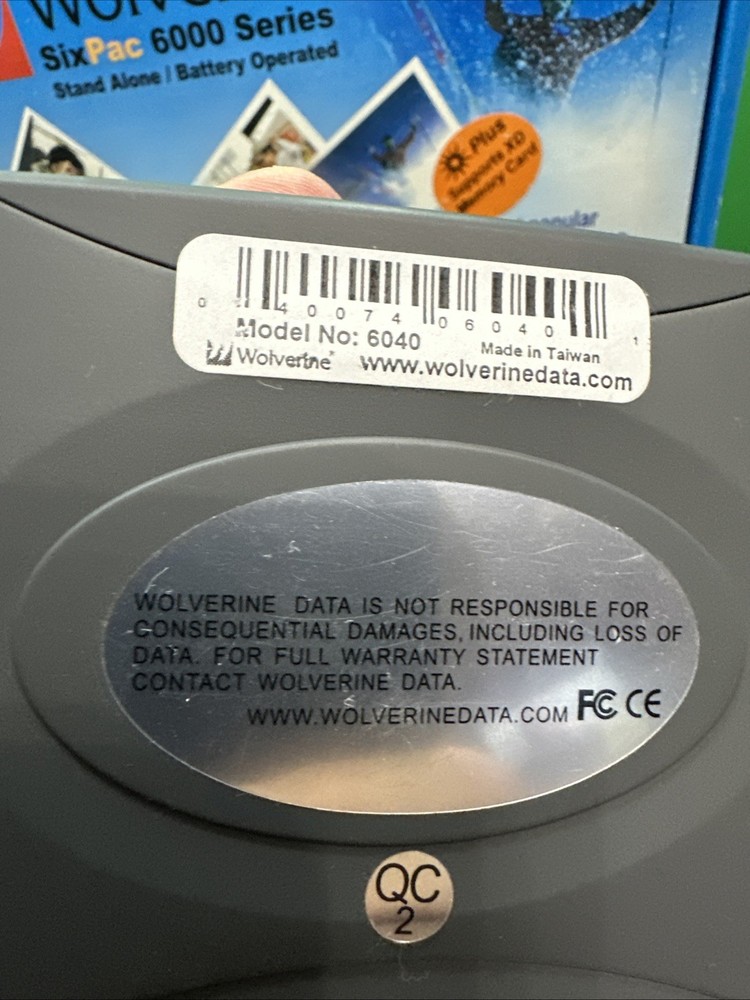 SixPac 6000 Series
Stand Alone / Battery Operated
Plus
Supports XD
Memory Card
0 40074 06040 1
Model No: 6040
Made in Taiwan
Wolverine® www.wolverinedata.com
WOLVERINE DATA IS NOT RESPONSIBLE FOR
CONSEQUENTIAL DAMAGES, INCLUDING LOSS OF
DATA. FOR FULL WARRANTY STATEMENT
CONTACT WOLVERINE DATA.
WWW.WOLVERINEDATA.COM FC CE
QC
2